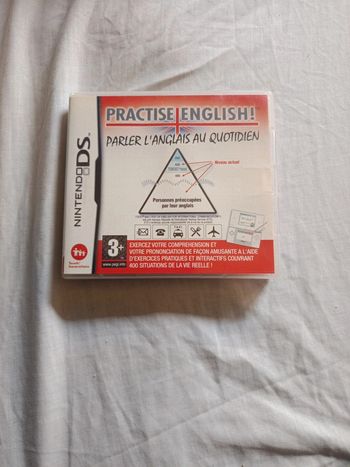 PRACTISE ENGLISH!
PARLER L'ANGLAIS AU QUOTIDIEN
NINTENDO DS
Niveau actuel
Personnes préoccupées
par leur anglais
3+
www.pegi.info
EXERCEZ VOTRE COMPREHENSION ET
VOTRE PRONONCIATION DE FAÇON AMUSANTE A L'AIDE
D'EXERCICES PRATIQUES ET INTERACTIFS COUVRANT
400 SITUATIONS DE LA VIE REELLE !